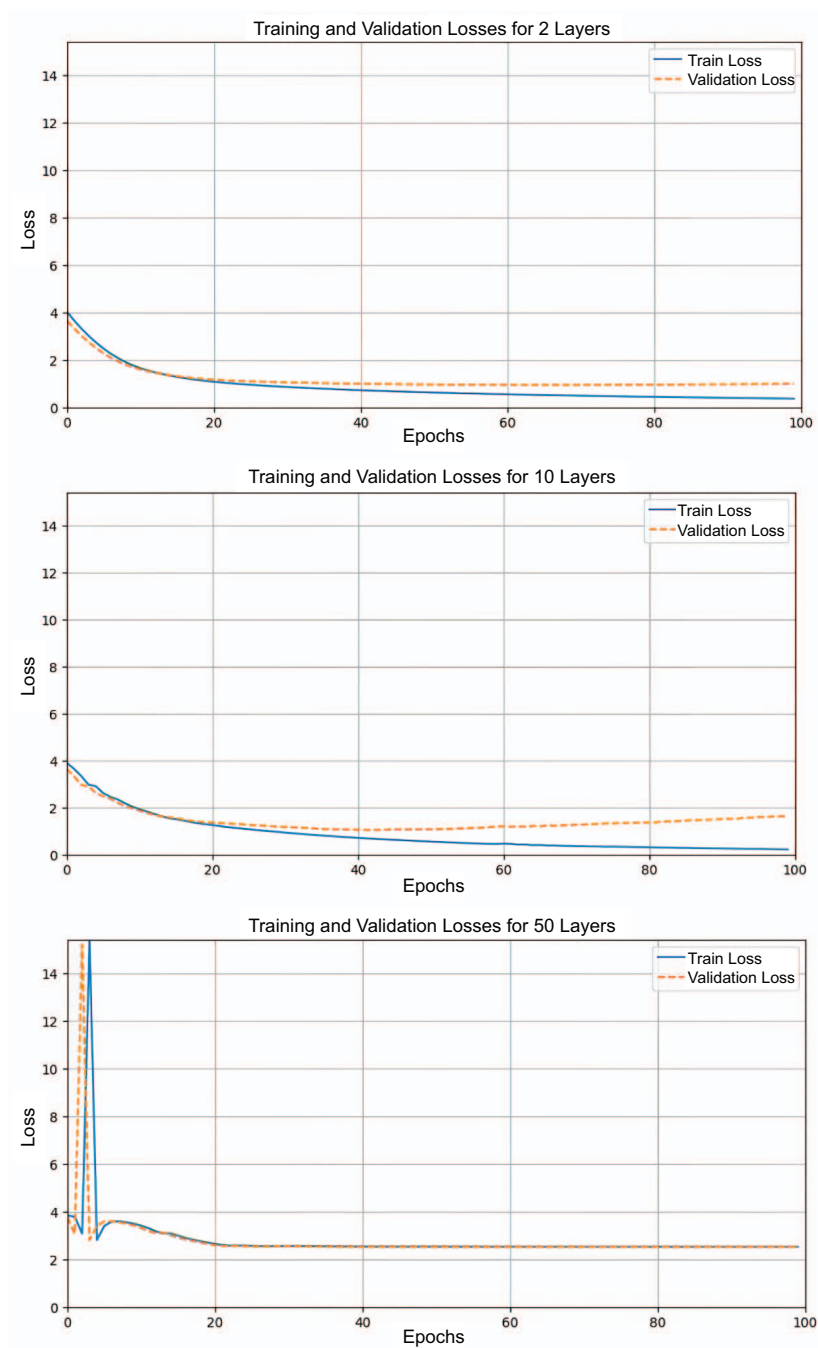 Training and Validation Losses for 2 Layers
Train Loss
Validation Loss
14
12
10
8
6
4
2
0
Loss
0 20 40 60 80 100
Epochs
Training and Validation Losses for 10 Layers
Train Loss
Validation Loss
14
12
10
8
6
4
2
0
Loss
0 20 40 60 80 100
Epochs
Training and Validation Losses for 50 Layers
Train Loss
Validation Loss
14
12
10
8
6
4
2
0
Loss
0 20 40 60 80 100
Epochs